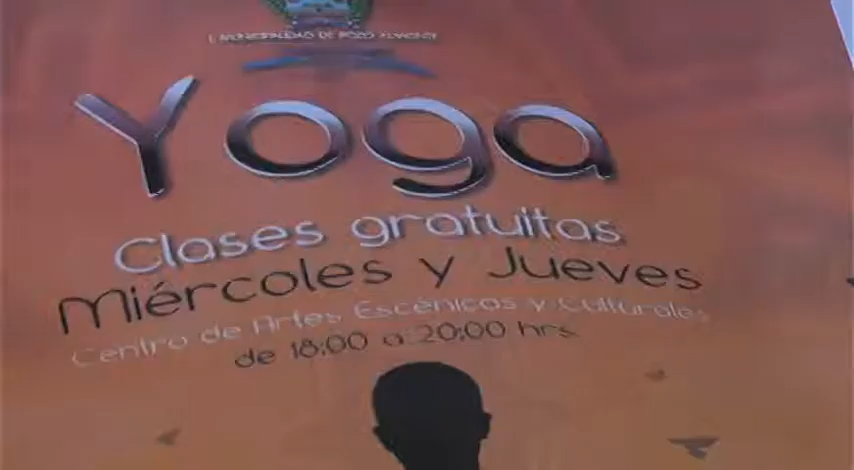 I. MUNICIPALIDAD DE POZO ALMONTE
Yoga
Clases gratuitas
Miércoles y Jueves
Centro de Artes Escénicas y Culturales
de 18:00 a 20:00 hrs.